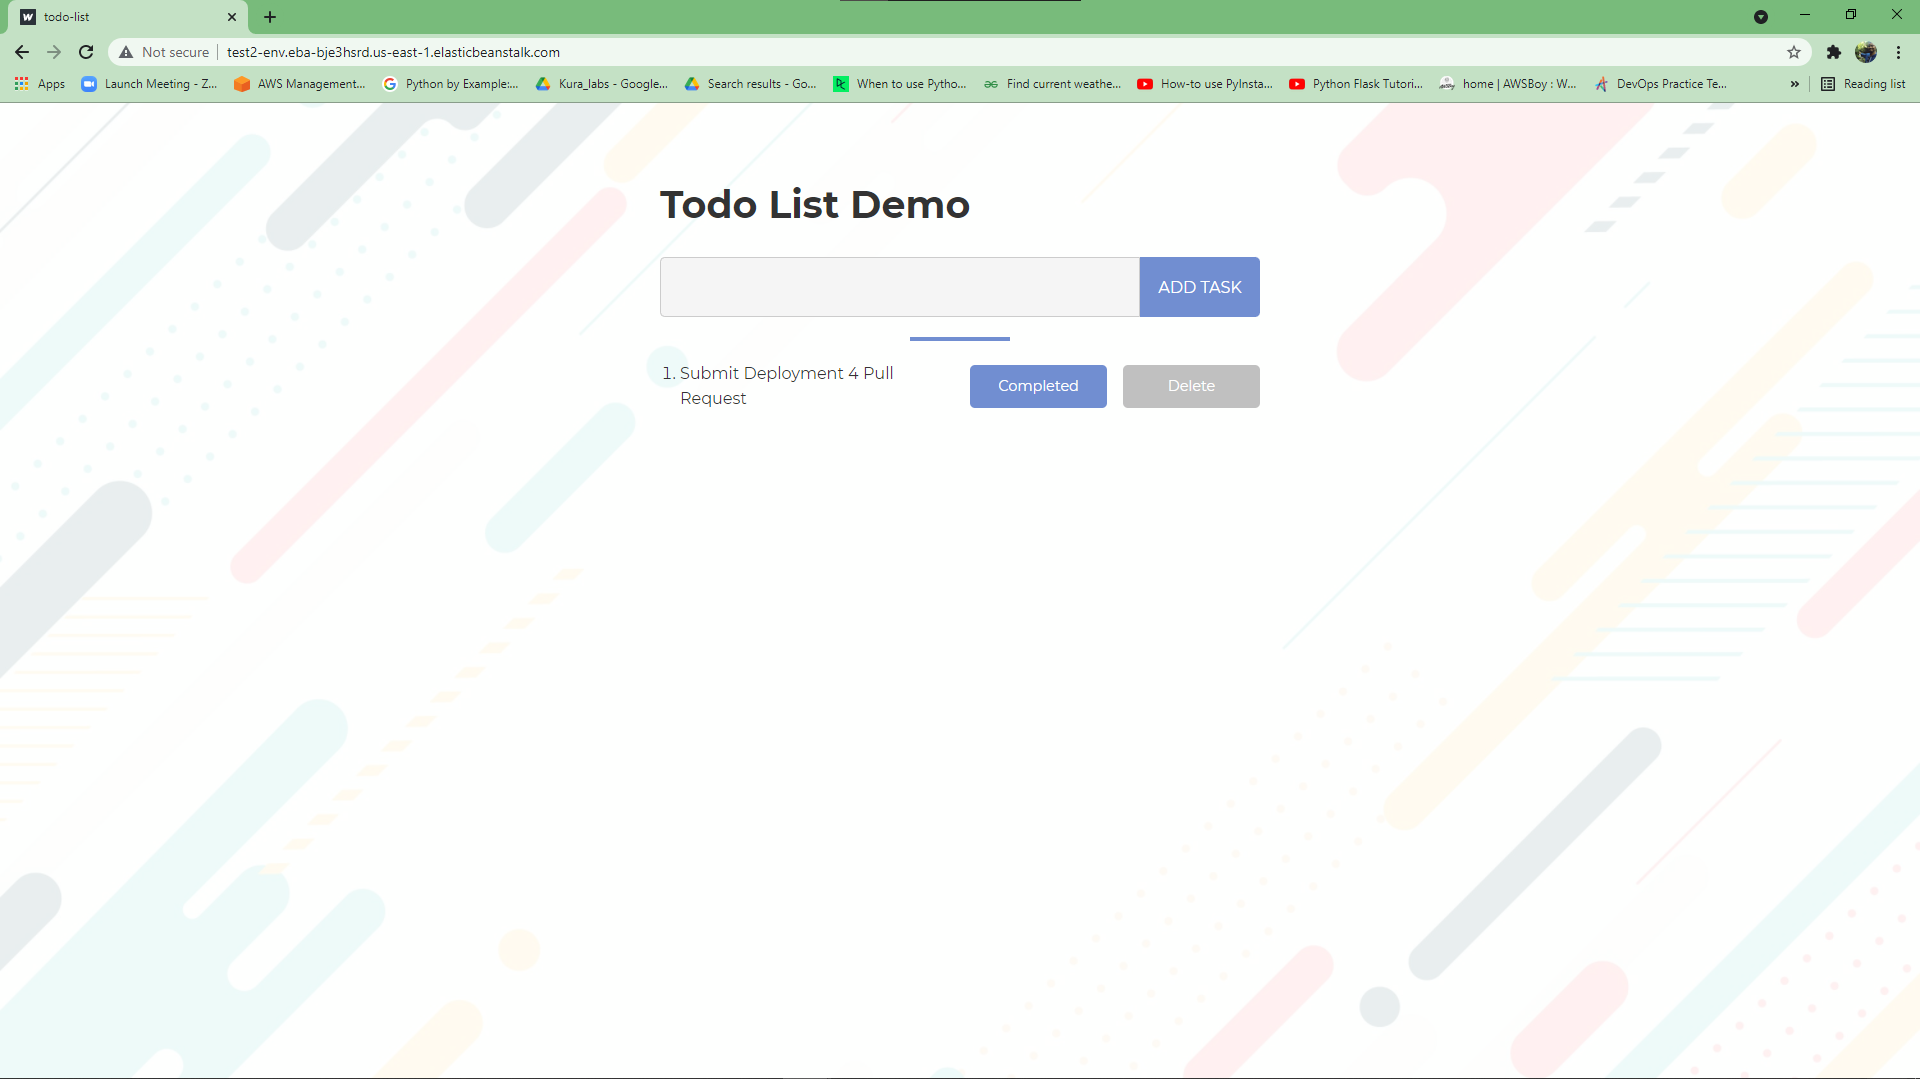 todo-list
Not secure test2-env.eba-bje3hsrd.us-east-1.elasticbeanstalk.com
Apps Launch Meeting - Z... AWS Management... Python by Example:... Kura_labs - Google... Search results - Go... When to use Pytho... Find current weathe... How-to use PyInsta... Python Flask Tutori... home | AWSBoy : W... DevOps Practice Te... » Reading list
Todo List Demo
ADD TASK
1. Submit Deployment 4 Pull
Request
Completed Delete